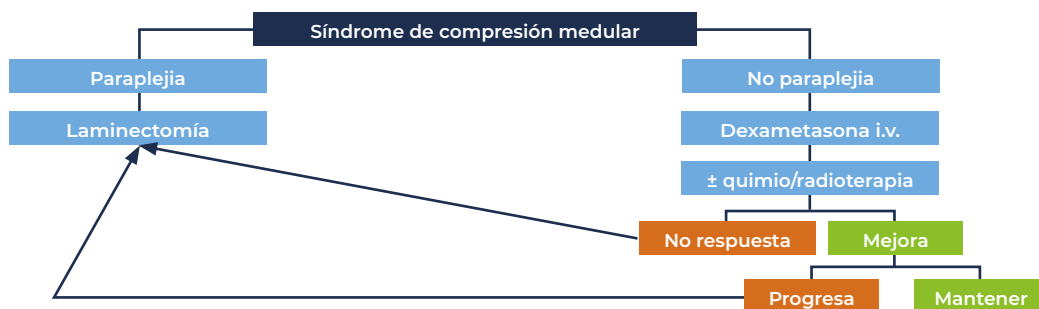 Síndrome de compresión medular
Paraplejia
No paraplejia
Laminectomía
Dexametasona i.v.
± quimio/radioterapia
No respuesta
Mejora
Progresa
Mantener